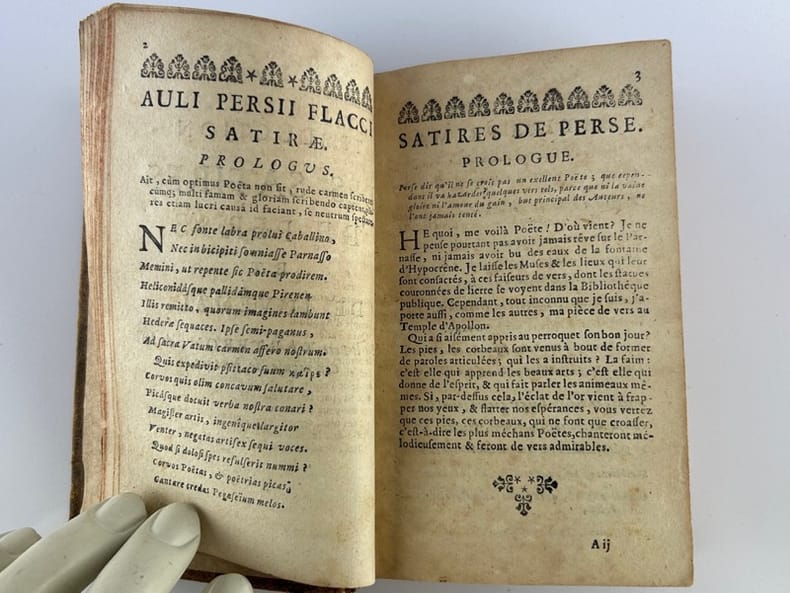 2
AULI PERSII FLACCI
SATIRÆ.
PROLOGVS.
Ait, cùm optimus Poëta non sit, rude carmen scribere
cùmq; multi famam & gloriam scribendo captent,
res etiam lucri causâ id faciant, se neutrum
NEC fonte labra prolui Caballino,
Nec in bicipiti somniasse Parnasso
Memini, ut repente sic Poëta prodirem.
Heliconidásque pallidámque Pirenen
Illis remitto, quorum imagines lambunt
Hederæ sequaces. Ipse semi-paganus,
Ad sacra Vatum carmen affero nostrum.
Quis expedivit psittaco suum χαῖρε?
Corvos quis olim concavum salutare,
Picásque docuit verba nostra conari?
Magister artis, ingenîque largitor
Venter, negatas artifex sequi voces.
Quod si dolosi spes refulserit nummi?
Corvos Poëtas, & poëtrias picas,
Cantare credas Pegaseïum melos.
3
SATIRES DE PERSE.
PROLOGUE.
Perse dit qu'il ne se croit pas un exellent Poëte; que cepen-
dant il va hazarder quelques vers tels, parce que ni la vaine
gloire ni l'amour du gain, but principal des Auteurs, ne
l'ont jamais tenté.
HE quoi, me voilà Poëte! D'où vient? Je ne
pense pourtant pas avoir jamais rêve sur le Par-
nasse, ni jamais avoir bu des eaux de la fontaine
d'Hypocrène. Je laisse les Muses & les lieux qui leur
sont consacrés, à ces faiseurs de vers, dont les statues
couronnées de lierre se voyent dans la Bibliothéque
publique. Cependant, tout inconnu que je suis, j'a-
porte aussi, comme les autres, ma piéce de vers au
Temple d'Apollon.
Qui a si aisément appris au perroquet son bon jour?
Les pies, les corbeaux sont venus à bout de former
de paroles articulées; qui les a instruits? La faim:
c'est elle qui apprend les beaux arts; c'est elle qui
donne de l'esprit, & qui fait parler les animeaux mê-
mes. Si, par-dessus cela, l'éclat de l'or vient à frap-
per nos yeux, & flatter nos espérances, vous verrez
que ces pies, ces corbeaux, qui ne font que croasser,
c'est-à-dire les plus méchans Poëtes, chanteront mé-
lodieusement & feront de vers admirables.
A ij